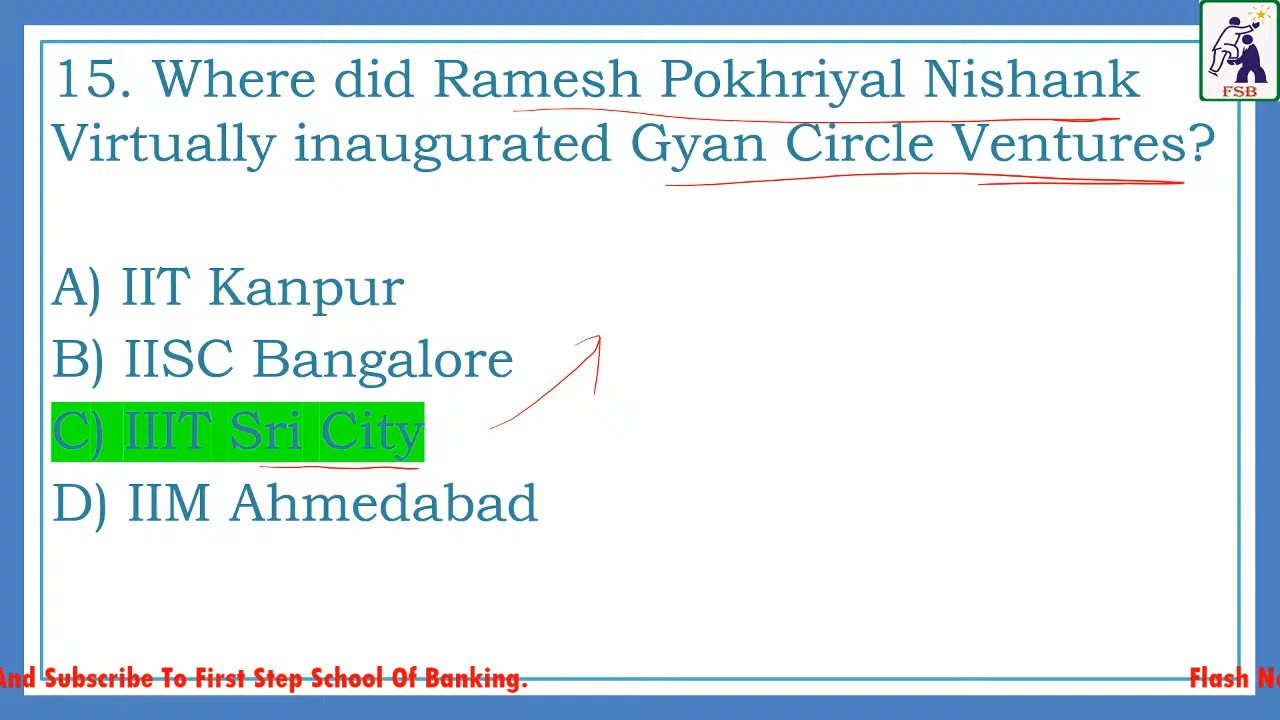 FSB
15. Where did Ramesh Pokhriyal Nishank
Virtually inaugurated Gyan Circle Ventures?
A) IIT Kanpur
B) IISC Bangalore
C) IIIT Sri City
D) IIM Ahmedabad
And Subscribe To First Step School Of Banking.
Flash